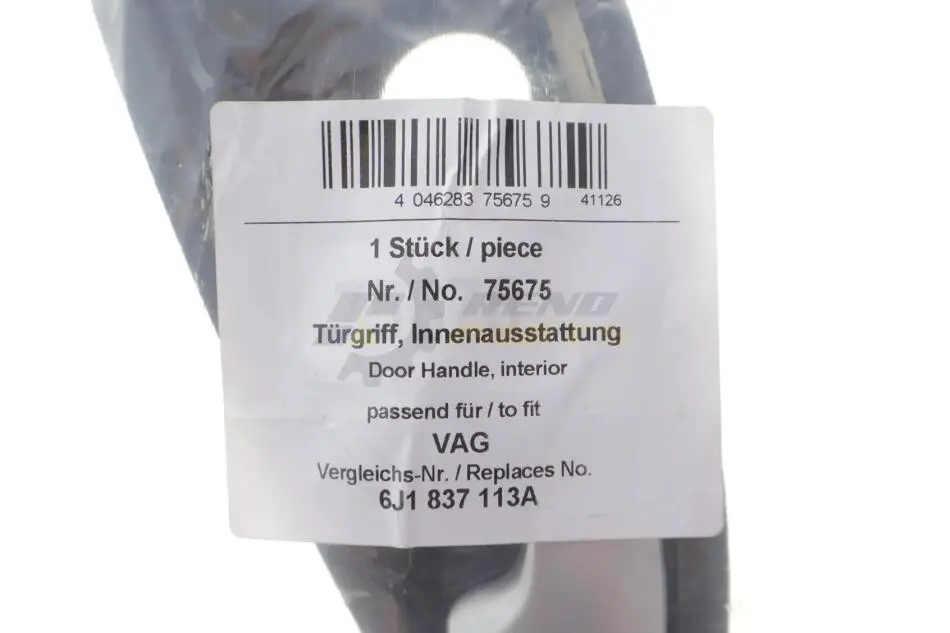 4 046283 75675 9 41126
1 Stück / piece
Nr. / No. 75675
Türgriff, Innenausstattung
Door Handle, interior
passend für / to fit
VAG
Vergleichs-Nr. / Replaces No.
6J1 837 113A